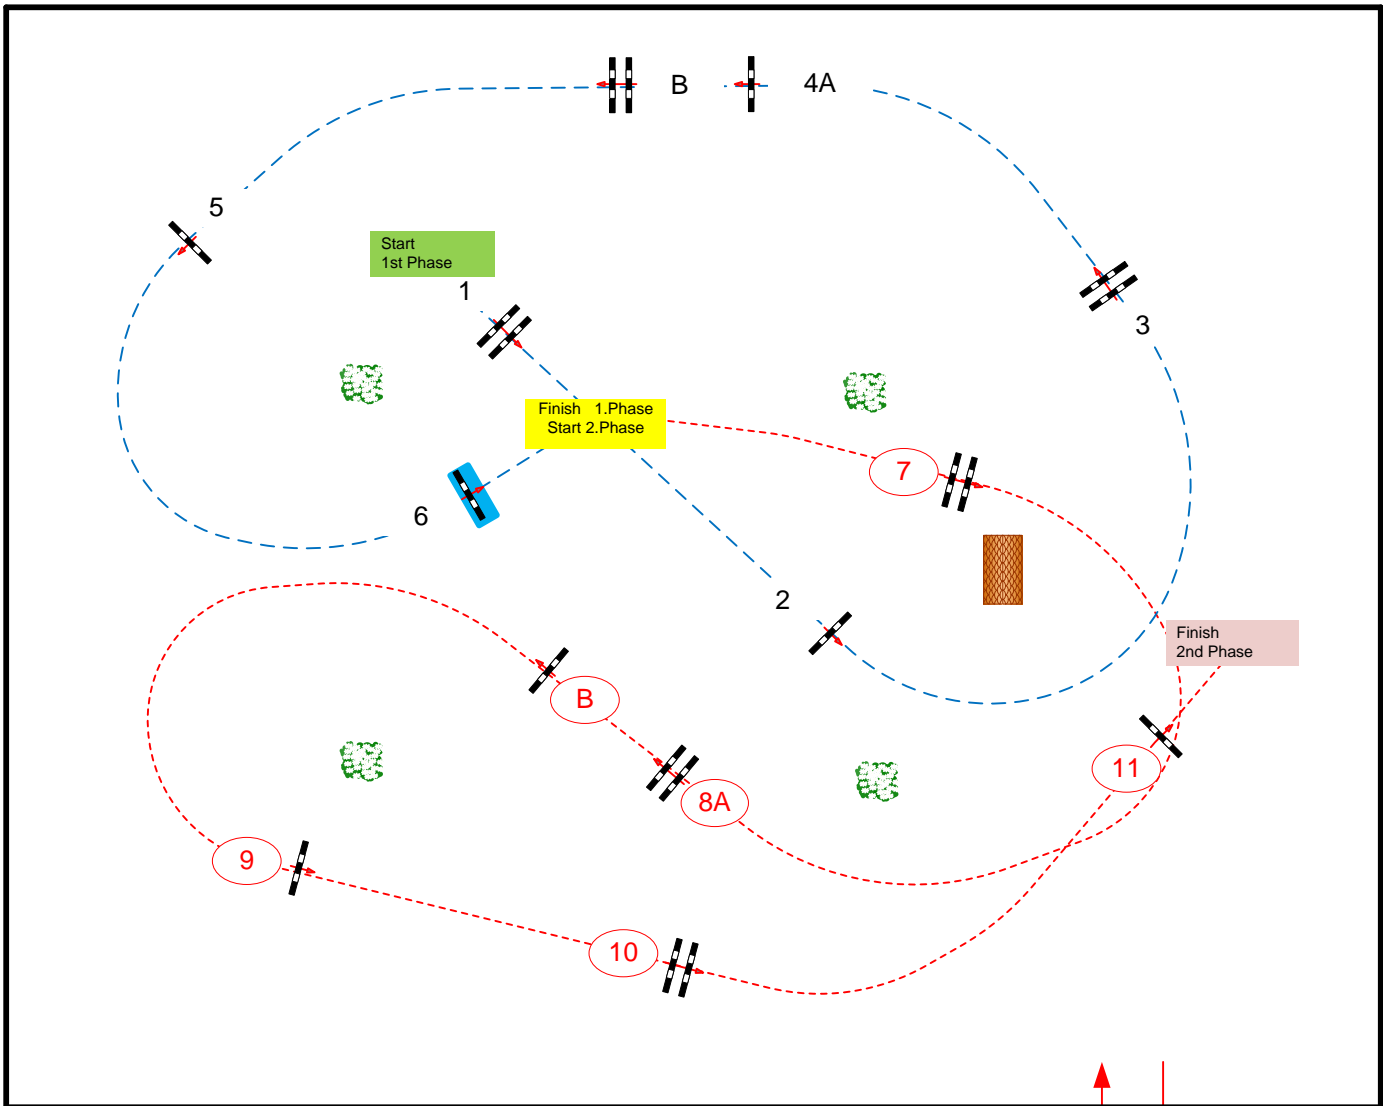 B
4A
5
Start
1st Phase
1
3
Finish   1.Phase
Start 2.Phase
7
6
2
Finish
2nd Phase
B
11
8A
9
10